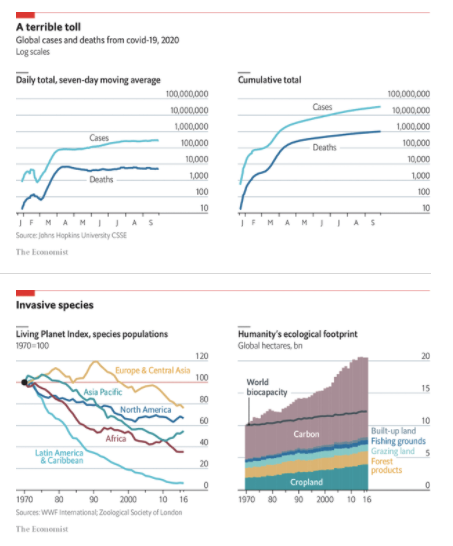 A terrible toll
Global cases and deaths from covid-19, 2020
Log scales
Daily total, seven-day moving average
100,000,000
10,000,000
1,000,000
100,000
10,000
1,000
100
10
Cases
Deaths
J F M A M J J A S
Cumulative total
100,000,000
10,000,000
1,000,000
100,000
10,000
1,000
100
10
Cases
Deaths
J F M A M J J A S
Source: Johns Hopkins University CSSE
The Economist
Invasive species
Living Planet Index, species populations
1970=100
120
100
80
60
40
20
0
Europe & Central Asia
Asia Pacific
North America
Africa
Latin America
& Caribbean
1970 80 90 2000 10 16
Humanity's ecological footprint
Global hectares, bn
20
15
10
5
0
World
biocapacity
Carbon
Built-up land
Fishing grounds
Grazing land
Forest
products
Cropland
1970 80 90 2000 10 16
Sources: WWF International; Zoological Society of London
The Economist